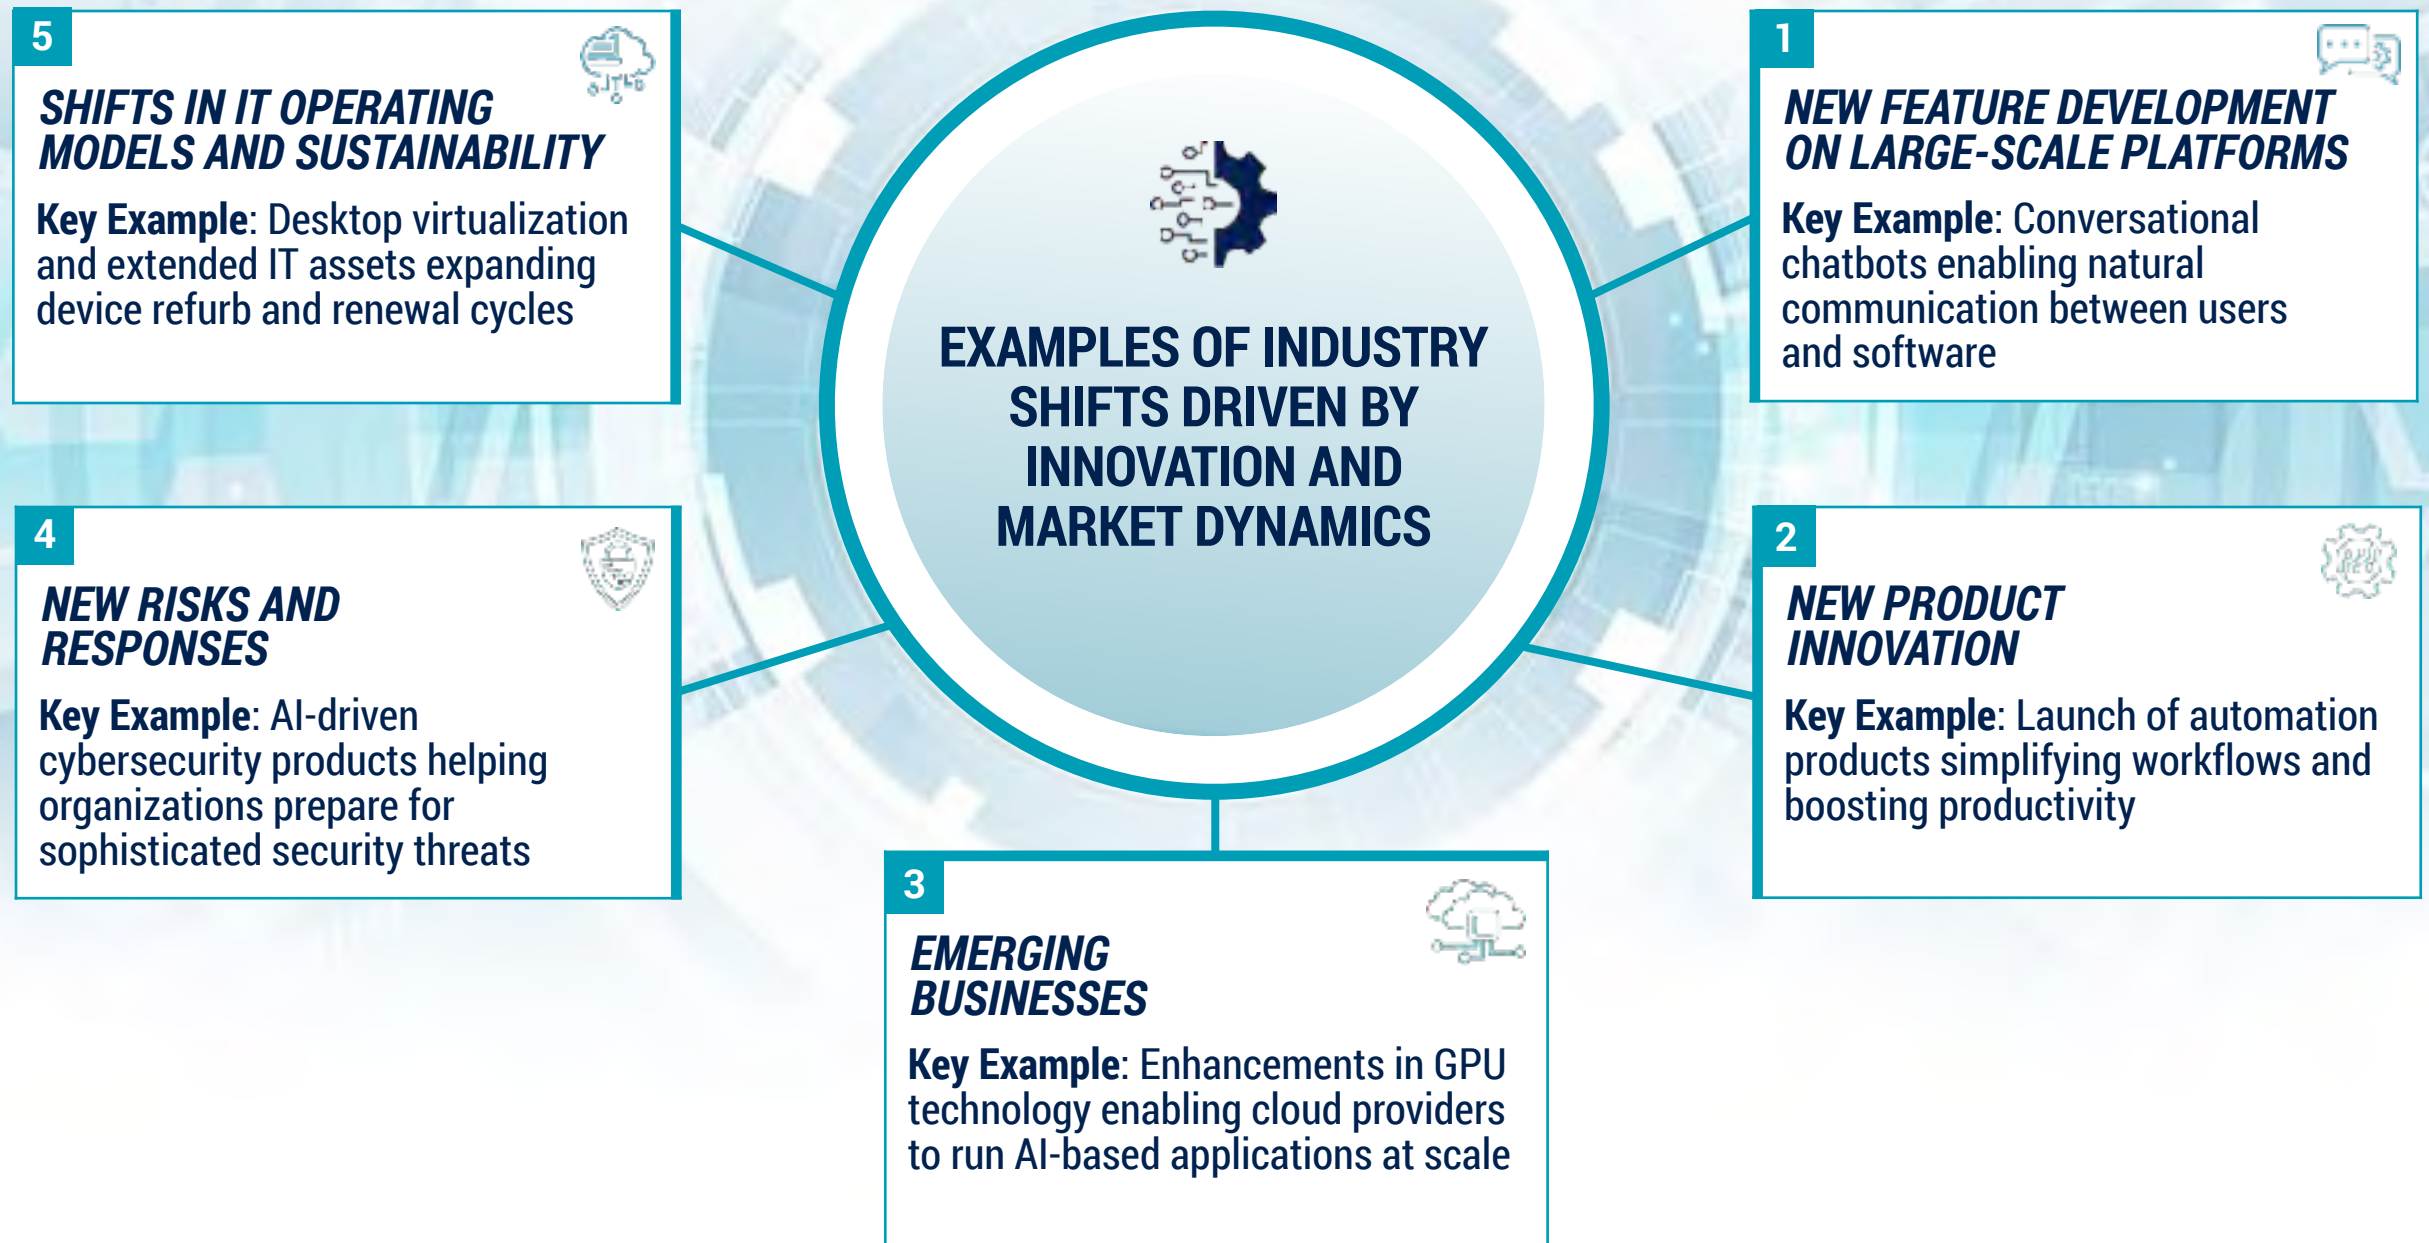 EXAMPLES OF INDUSTRY
SHIFTS DRIVEN BY
INNOVATION AND
MARKET DYNAMICS
1
NEW FEATURE DEVELOPMENT
ON LARGE-SCALE PLATFORMS
Key Example: Conversational
chatbots enabling natural
communication between users
and software
2
NEW PRODUCT
INNOVATION
Key Example: Launch of automation
products simplifying workflows and
boosting productivity
3
EMERGING
BUSINESSES
Key Example: Enhancements in GPU
technology enabling cloud providers
to run AI-based applications at scale
4
NEW RISKS AND
RESPONSES
Key Example: AI-driven
cybersecurity products helping
organizations prepare for
sophisticated security threats
5
SHIFTS IN IT OPERATING
MODELS AND SUSTAINABILITY
Key Example: Desktop virtualization
and extended IT assets expanding
device refurb and renewal cycles